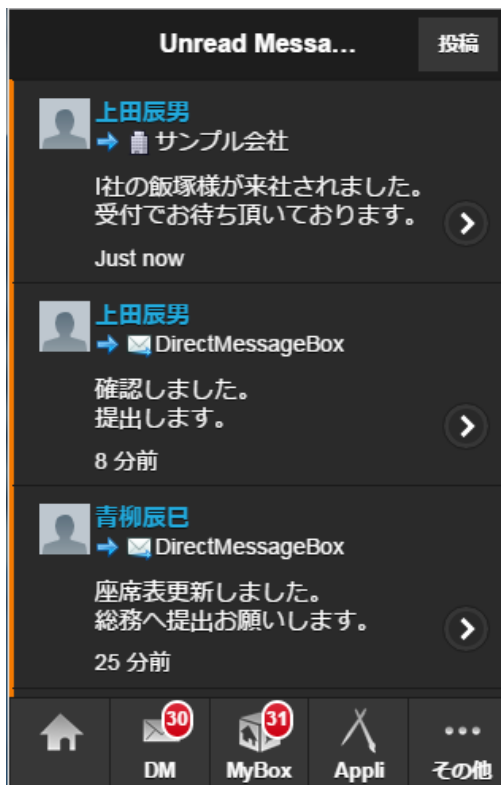 Unread Messa...
投稿
上田辰男
サンプル会社
I社の飯塚様が来社されました。
受付でお待ち頂いております。
Just now
上田辰男
DirectMessageBox
確認しました。
提出します。
8 分前
青柳辰巳
DirectMessageBox
座席表更新しました。
総務へ提出お願いします。
25 分前
30
31
DM
MyBox
Appli
その他